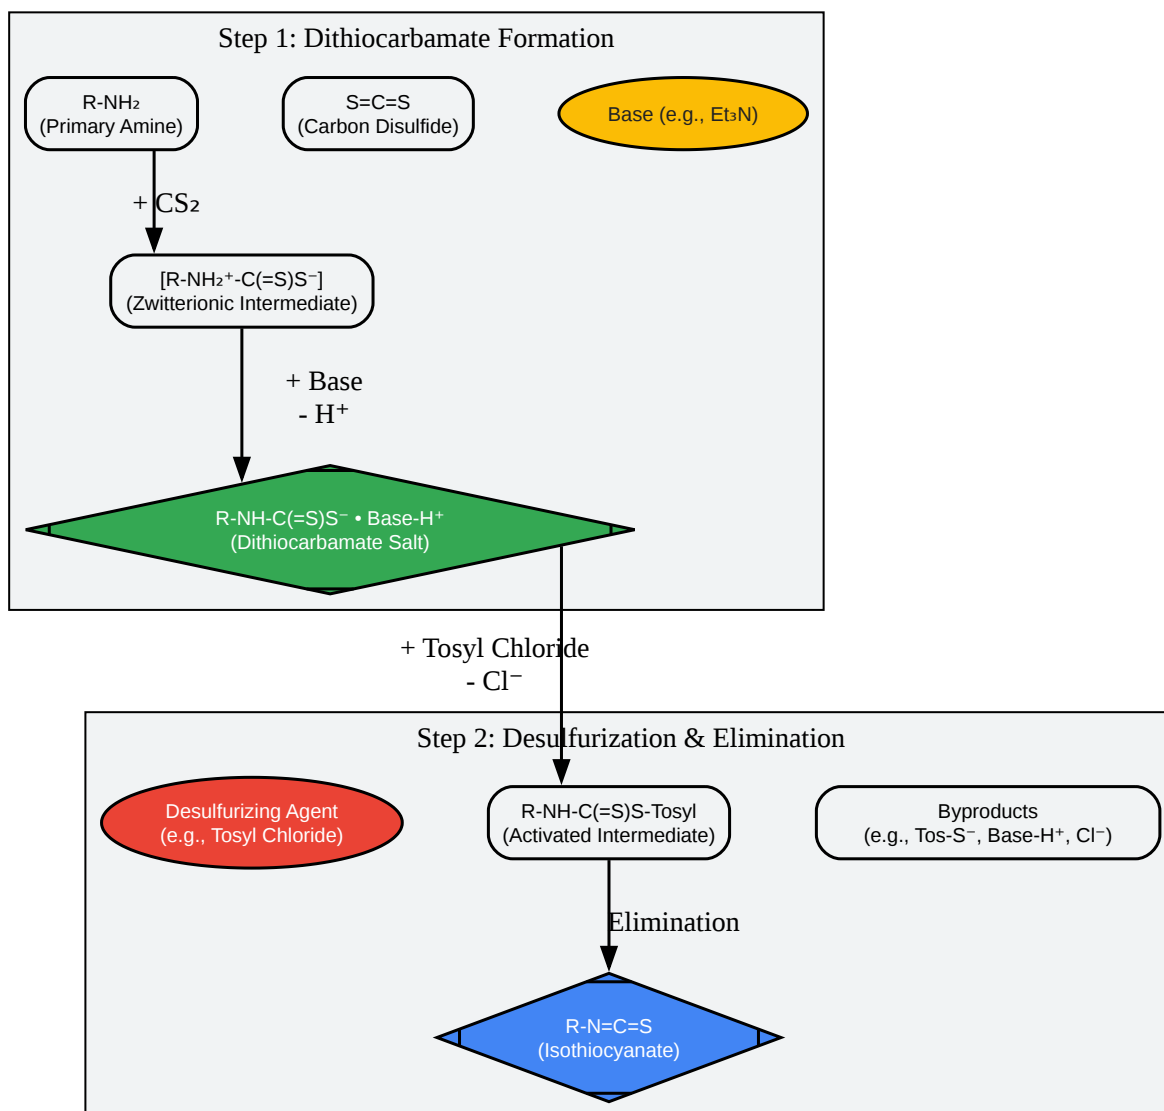 Step 1: Dithiocarbamate Formation
R-NH₂
(Primary Amine)
S=C=S
(Carbon Disulfide)
Base (e.g., Et₃N)
+ CS₂
[R-NH₂⁺-C(=S)S⁻]
(Zwitterionic Intermediate)
+ Base
- H⁺
R-NH-C(=S)S⁻ • Base-H⁺
(Dithiocarbamate Salt)
+ Tosyl Chloride
- Cl⁻
Step 2: Desulfurization & Elimination
Desulfurizing Agent
(e.g., Tosyl Chloride)
R-NH-C(=S)S-Tosyl
(Activated Intermediate)
Byproducts
(e.g., Tos-S⁻, Base-H⁺, Cl⁻)
Elimination
R-N=C=S
(Isothiocyanate)